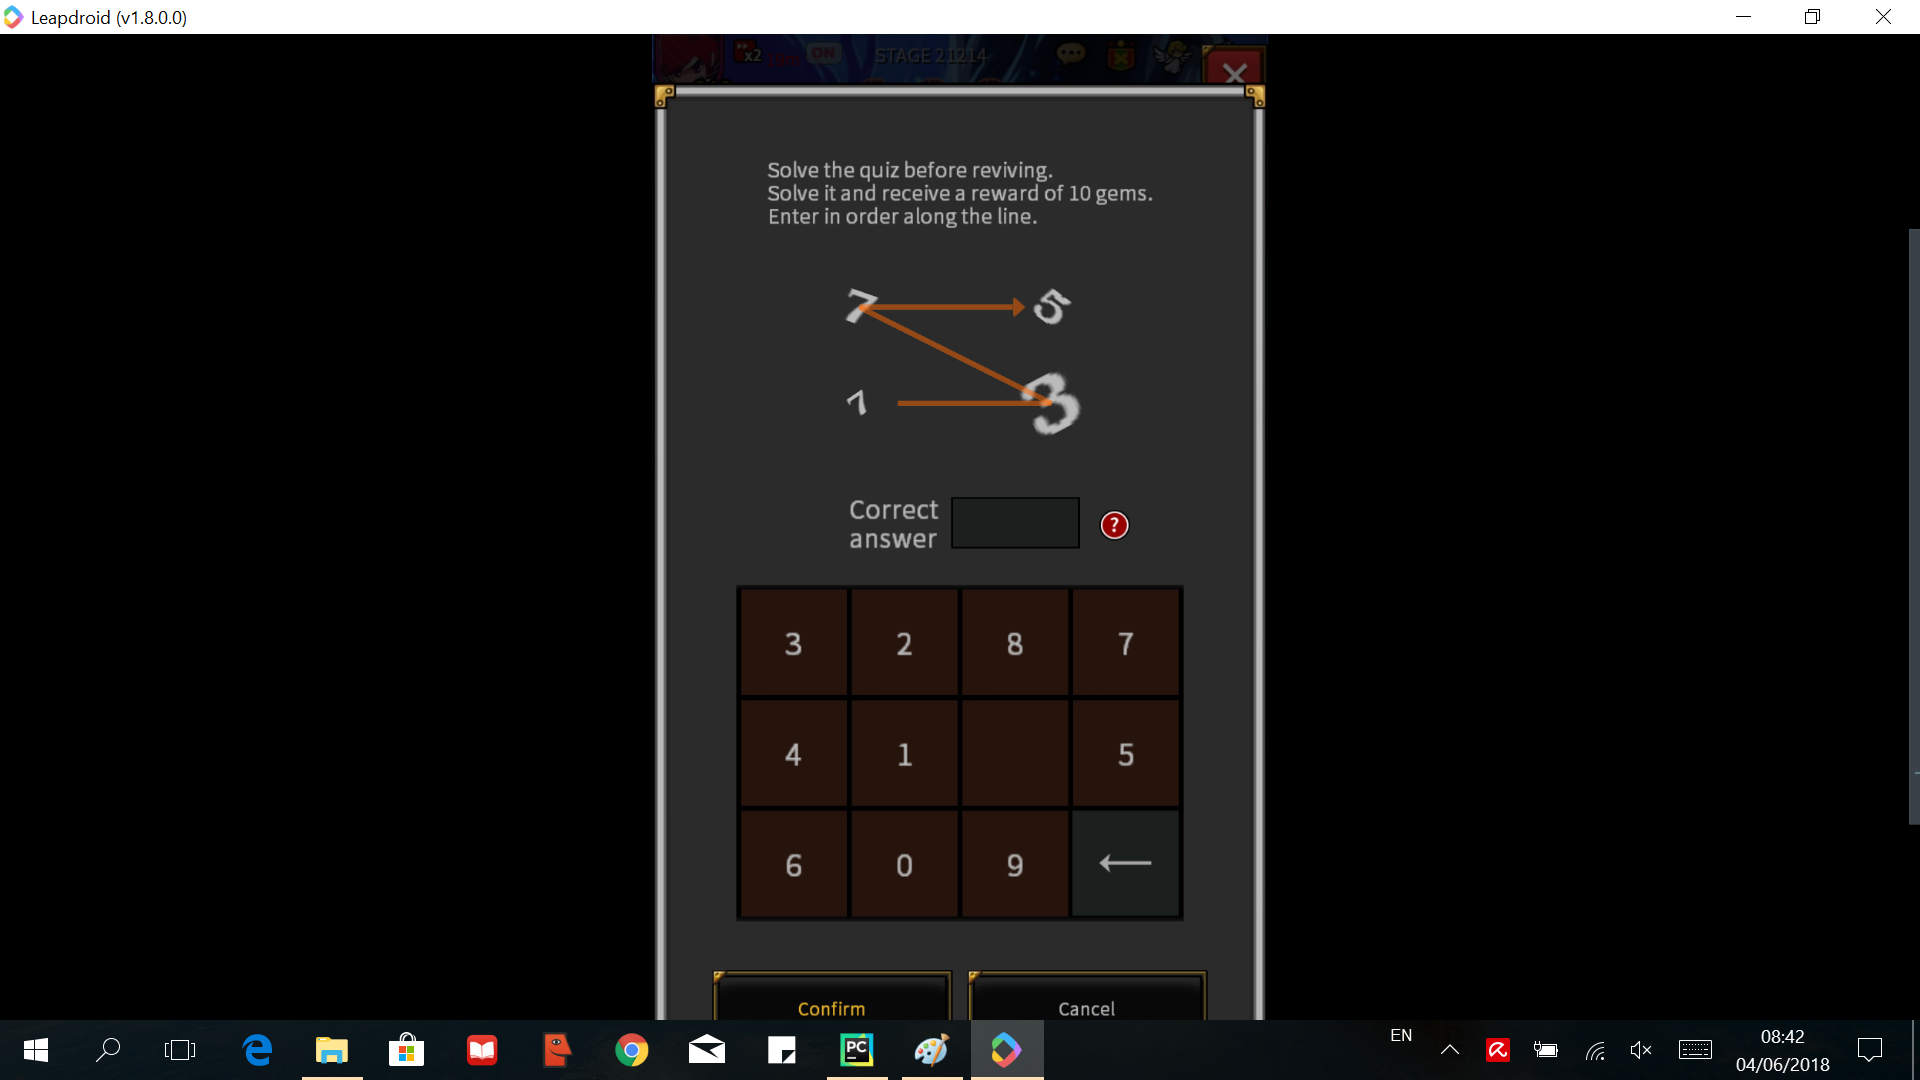 Leapdroid (v1.8.0.0)
x2
ON
STAGE 21214
Solve the quiz before reviving.
Solve it and receive a reward of 10 gems.
Enter in order along the line.
7 5
7 3
Correct
answer
?
3 2 8 7
4 1 5
6 0 9
Confirm Cancel
PC
EN
08:42
04/06/2018